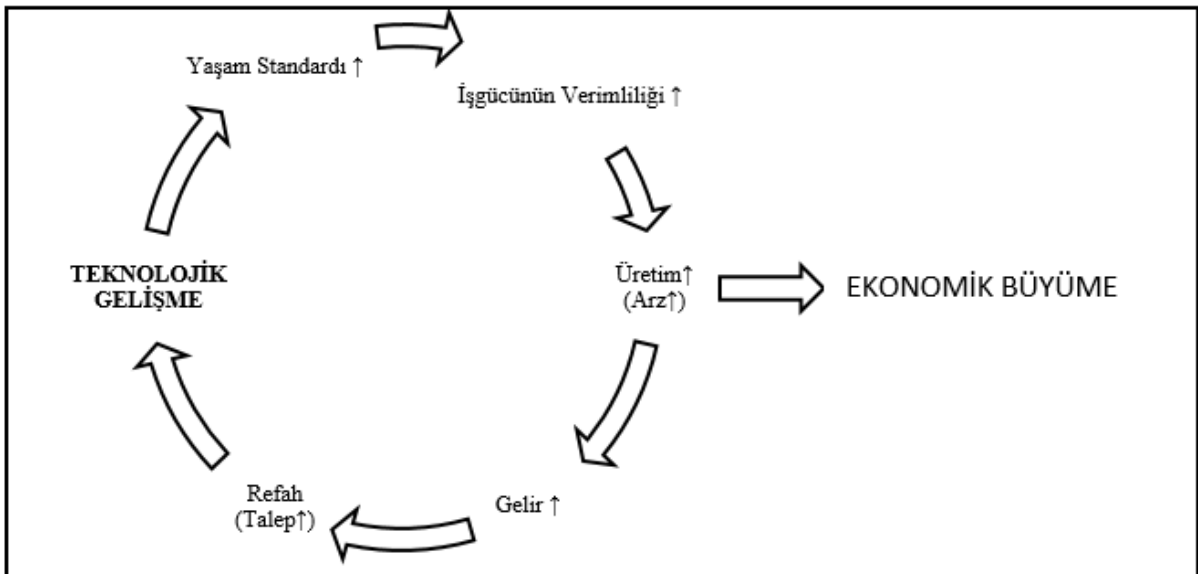 Yaşam Standardı ↑
İşgücünün Verimliliği ↑
TEKNOLOJİK
GELİŞME
Üretim↑
(Arz↑)
EKONOMİK BÜYÜME
Refah
(Talep↑)
Gelir ↑